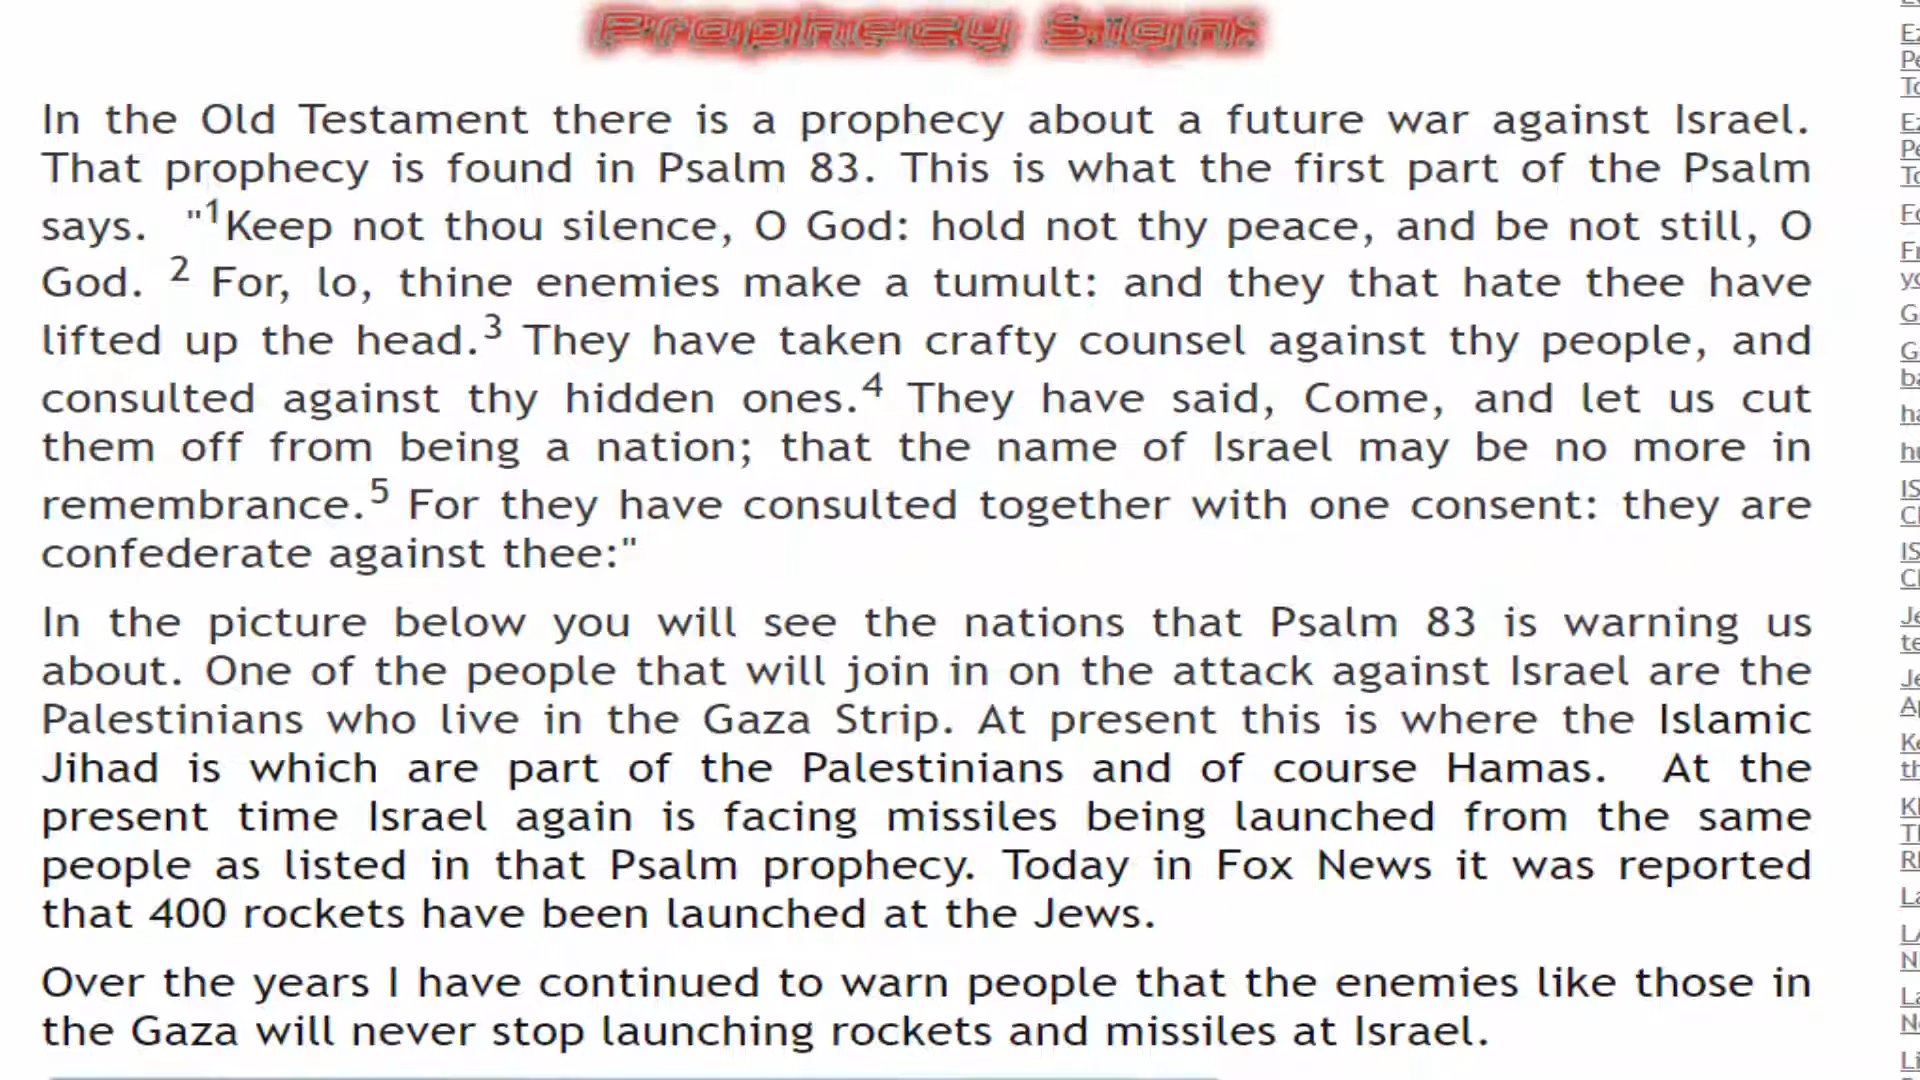 Prophecy Sign:
In the Old Testament there is a prophecy about a future war against Israel.
That prophecy is found in Psalm 83. This is what the first part of the Psalm
says. "1Keep not thou silence, O God: hold not thy peace, and be not still, O
God. 2 For, lo, thine enemies make a tumult: and they that hate thee have
lifted up the head.3 They have taken crafty counsel against thy people, and
consulted against thy hidden ones.4 They have said, Come, and let us cut
them off from being a nation; that the name of Israel may be no more in
remembrance.5 For they have consulted together with one consent: they are
confederate against thee:"
In the picture below you will see the nations that Psalm 83 is warning us
about. One of the people that will join in on the attack against Israel are the
Palestinians who live in the Gaza Strip. At present this is where the Islamic
Jihad is which are part of the Palestinians and of course Hamas. At the
present time Israel again is facing missiles being launched from the same
people as listed in that Psalm prophecy. Today in Fox News it was reported
that 400 rockets have been launched at the Jews.
Over the years I have continued to warn people that the enemies like those in
the Gaza will never stop launching rockets and missiles at Israel.